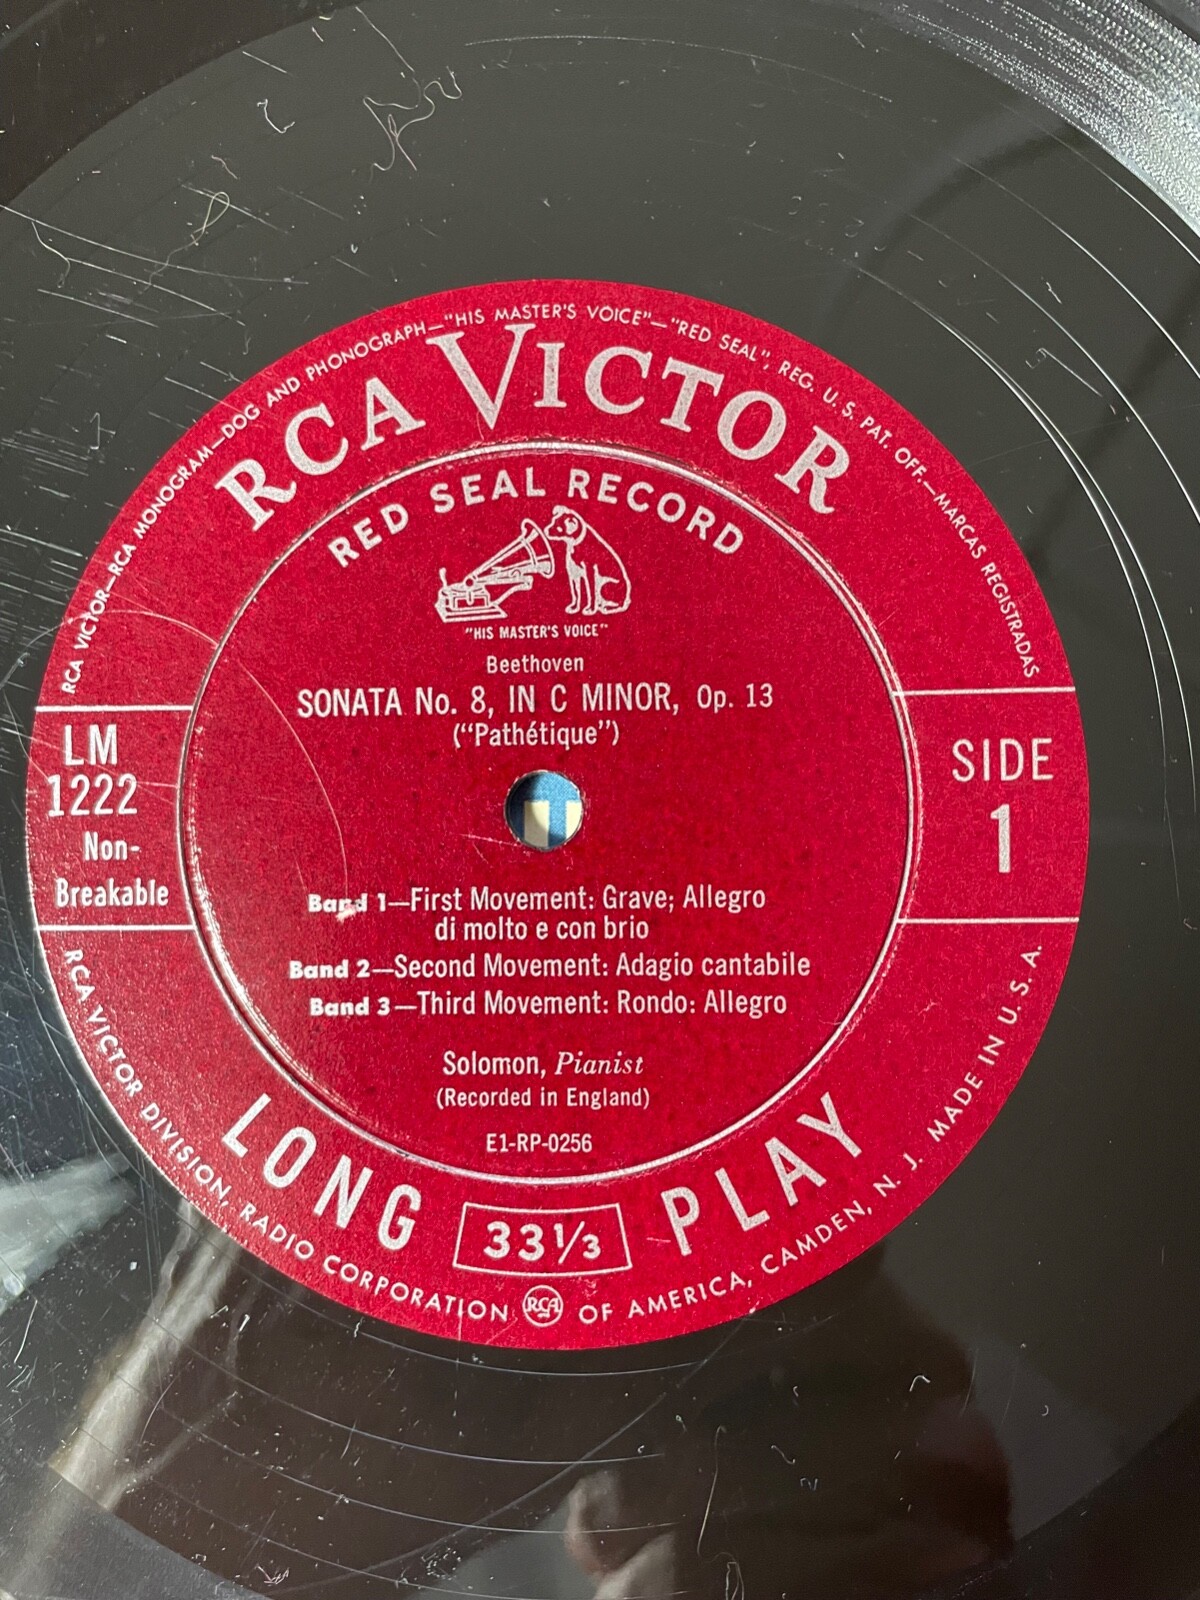 RCA VICTOR—RCA MONOGRAM—DOG AND PHONOGRAPH—"HIS MASTER'S VOICE"—"RED SEAL", REG. U. S. PAT. OFF.—MARCAS REGISTRADAS
RCA VICTOR
RED SEAL RECORD
"HIS MASTER'S VOICE"
Beethoven
SONATA No. 8, IN C MINOR, Op. 13
("Pathétique")
LM
1222
Non-
Breakable
SIDE
1
Band 1—First Movement: Grave; Allegro
di molto e con brio
Band 2—Second Movement: Adagio cantabile
Band 3—Third Movement: Rondo: Allegro
Solomon, Pianist
(Recorded in England)
E1-RP-0256
LONG 33⅓ PLAY
RCA VICTOR DIVISION, RADIO CORPORATION RCA OF AMERICA, CAMDEN, N. J. MADE IN U. S. A.